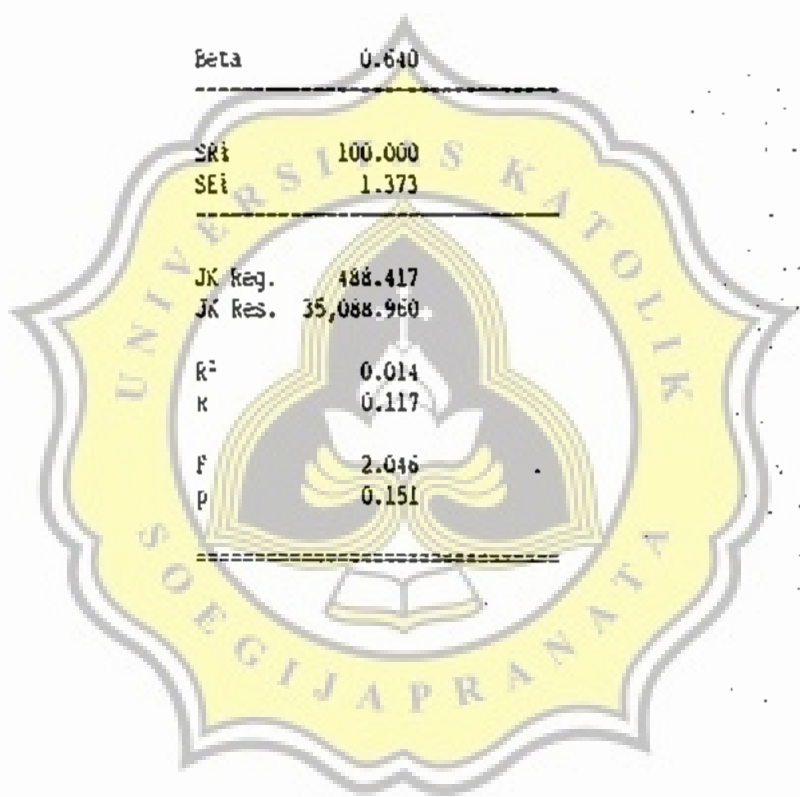 Beta 0.640
SR% 100.000
SE% 1.373
JK Reg. 488.417
JK Res. 35,088.960
R² 0.014
R 0.117
F 2.046
p 0.151
UNIVERSITAS KATOLIK
SOEGIJAPRANATA